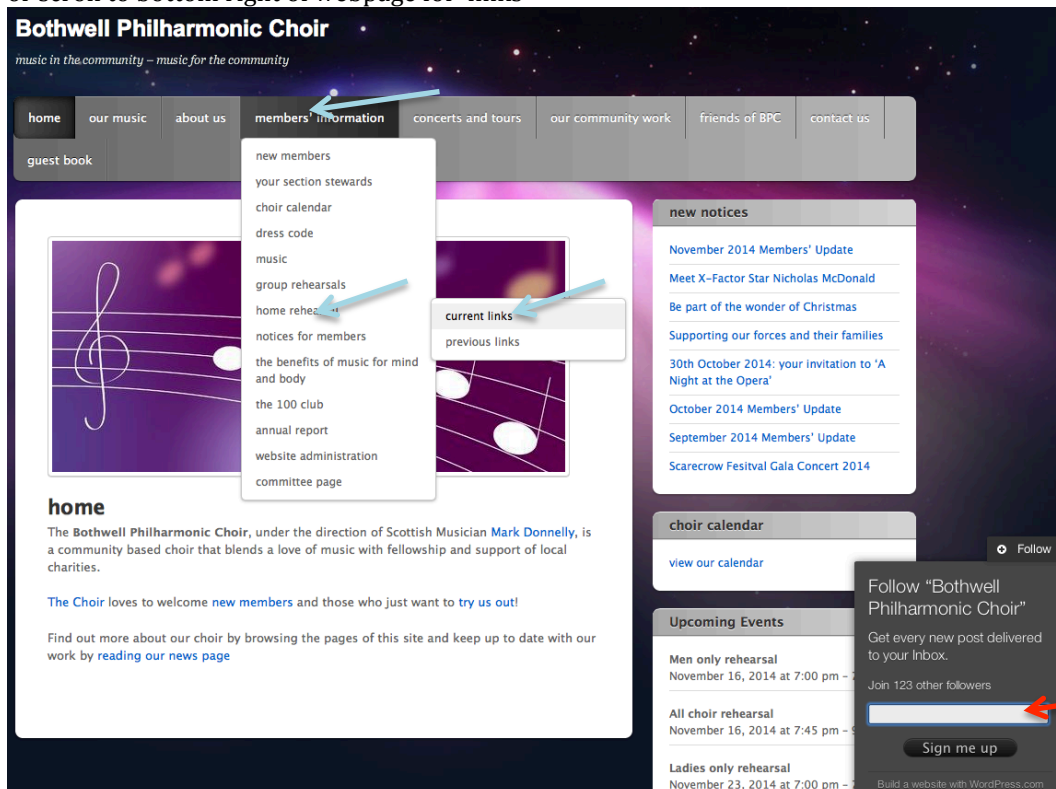 or scroll to bottom right of webpage for 'links'
Bothwell Philharmonic Choir
music in the community – music for the community
home
our music
about us
members' information
concerts and tours
our community work
friends of BPC
contact us
guest book
new members
your section stewards
choir calendar
dress code
music
group rehearsals
home
notices for members
the benefits of music for mind
and body
the 100 club
annual report
website administration
committee page
current links
previous links
home
The Bothwell Philharmonic Choir, under the direction of Scottish Musician Mark Donnelly, is
a community based choir that blends a love of music with fellowship and support of local
charities.
The Choir loves to welcome new members and those who just want to try us out!
Find out more about our choir by browsing the pages of this site and keep up to date with our
work by reading our news page
new notices
November 2014 Members' Update
Meet X-Factor Star Nicholas McDonald
Be part of the wonder of Christmas
Supporting our forces and their families
30th October 2014: your invitation to 'A
Night at the Opera'
October 2014 Members' Update
September 2014 Members' Update
Scarecrow Fesitval Gala Concert 2014
choir calendar
view our calendar
Upcoming Events
Men only rehearsal
November 16, 2014 at 7:00 pm –
All choir rehearsal
November 16, 2014 at 7:45 pm –
Ladies only rehearsal
November 23, 2014 at 7:00 pm –
Follow
Follow "Bothwell
Philharmonic Choir"
Get every new post delivered
to your Inbox.
Join 123 other followers
Sign me up
Build a website with WordPress.com